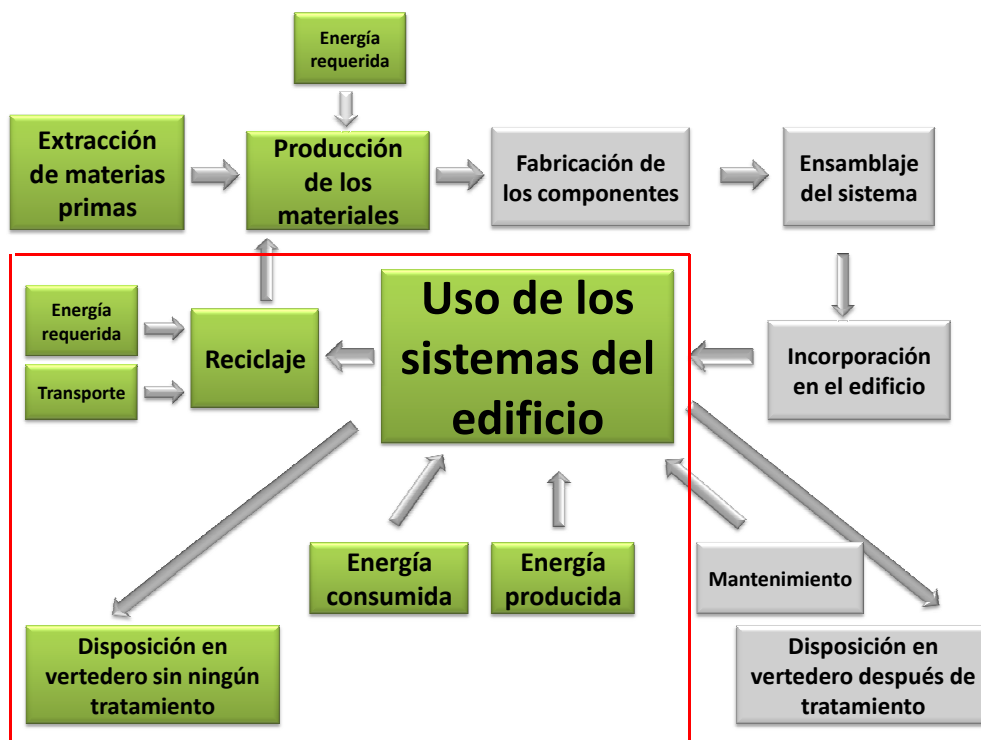 Energía
requerida
Extracción
de materias
primas
Producción
de los
materiales
Fabricación de
los componentes
Ensamblaje
del sistema
Energía
requerida
Transporte
Reciclaje
Uso de los
sistemas del
edificio
Incorporación
en el edificio
Energía
consumida
Energía
producida
Mantenimiento
Disposición en
vertedero sin ningún
tratamiento
Disposición en
vertedero después de
tratamiento